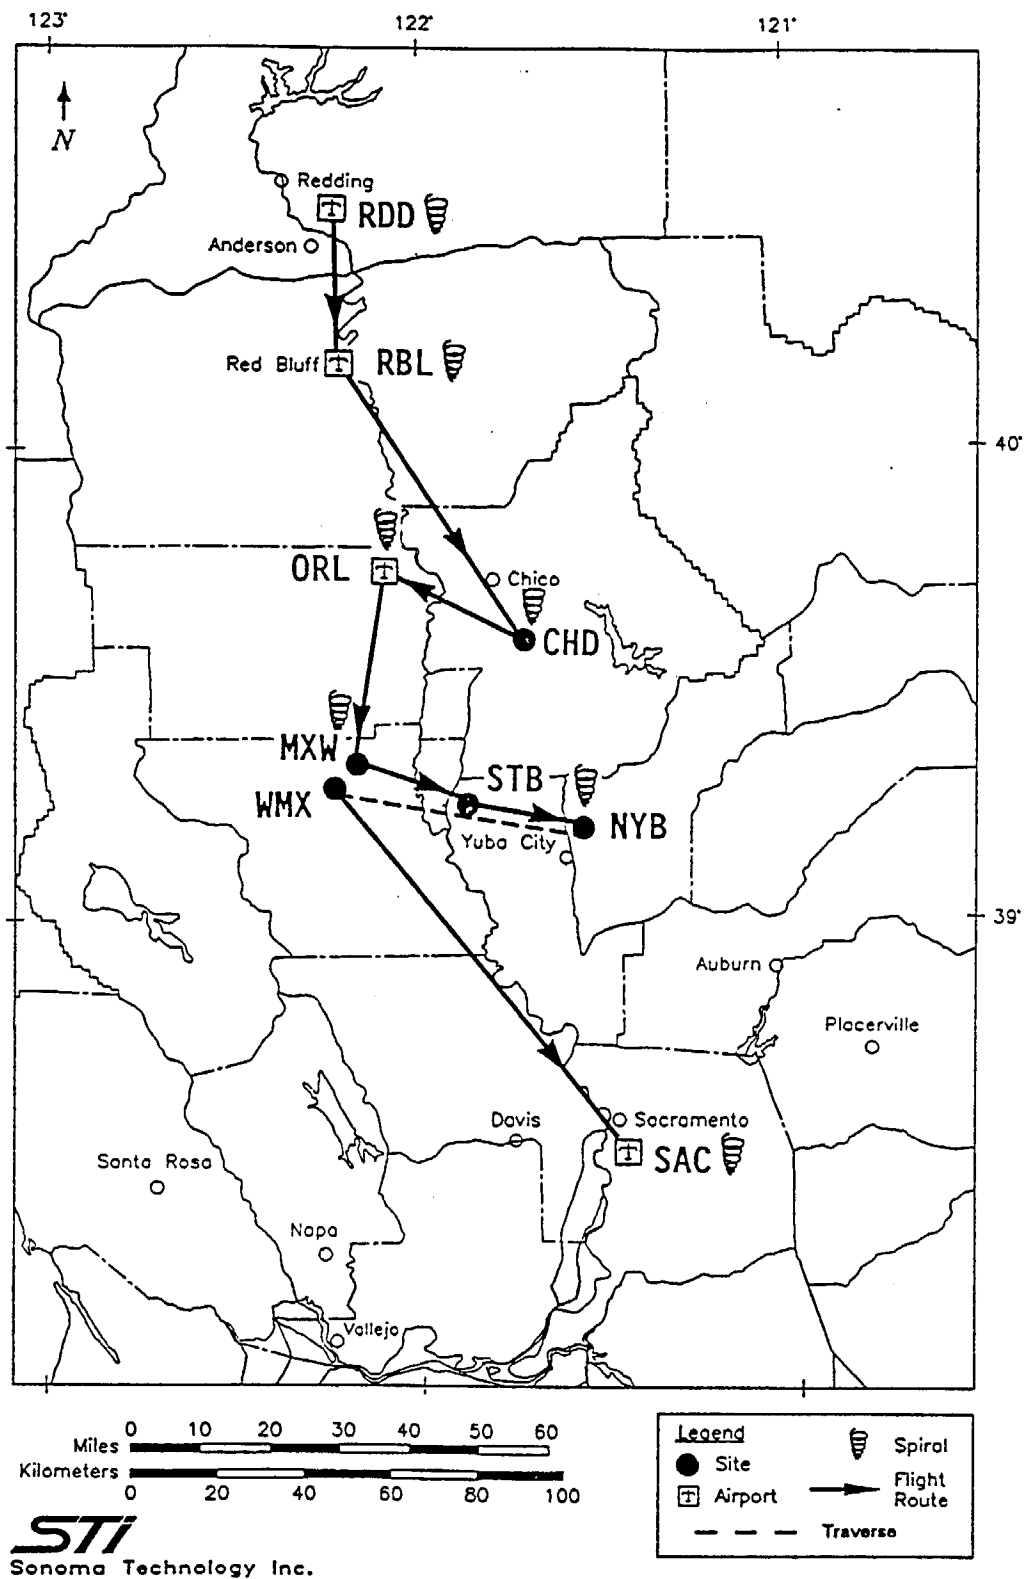 123°
122°
121°
N
Redding
RDD
Anderson
Red Bluff
RBL
40°
ORL
Chico
CHD
MXW
STB
WMX
NYB
Yuba City
39°
Auburn
Placerville
Davis
Sacramento
SAC
Santa Rosa
Napa
Vallejo
0 10 20 30 40 50 60
Miles
Kilometers
0 20 40 60 80 100
Legend
Site
Airport
Spiral
Flight
Route
Traverse
STi
Sonoma Technology Inc.